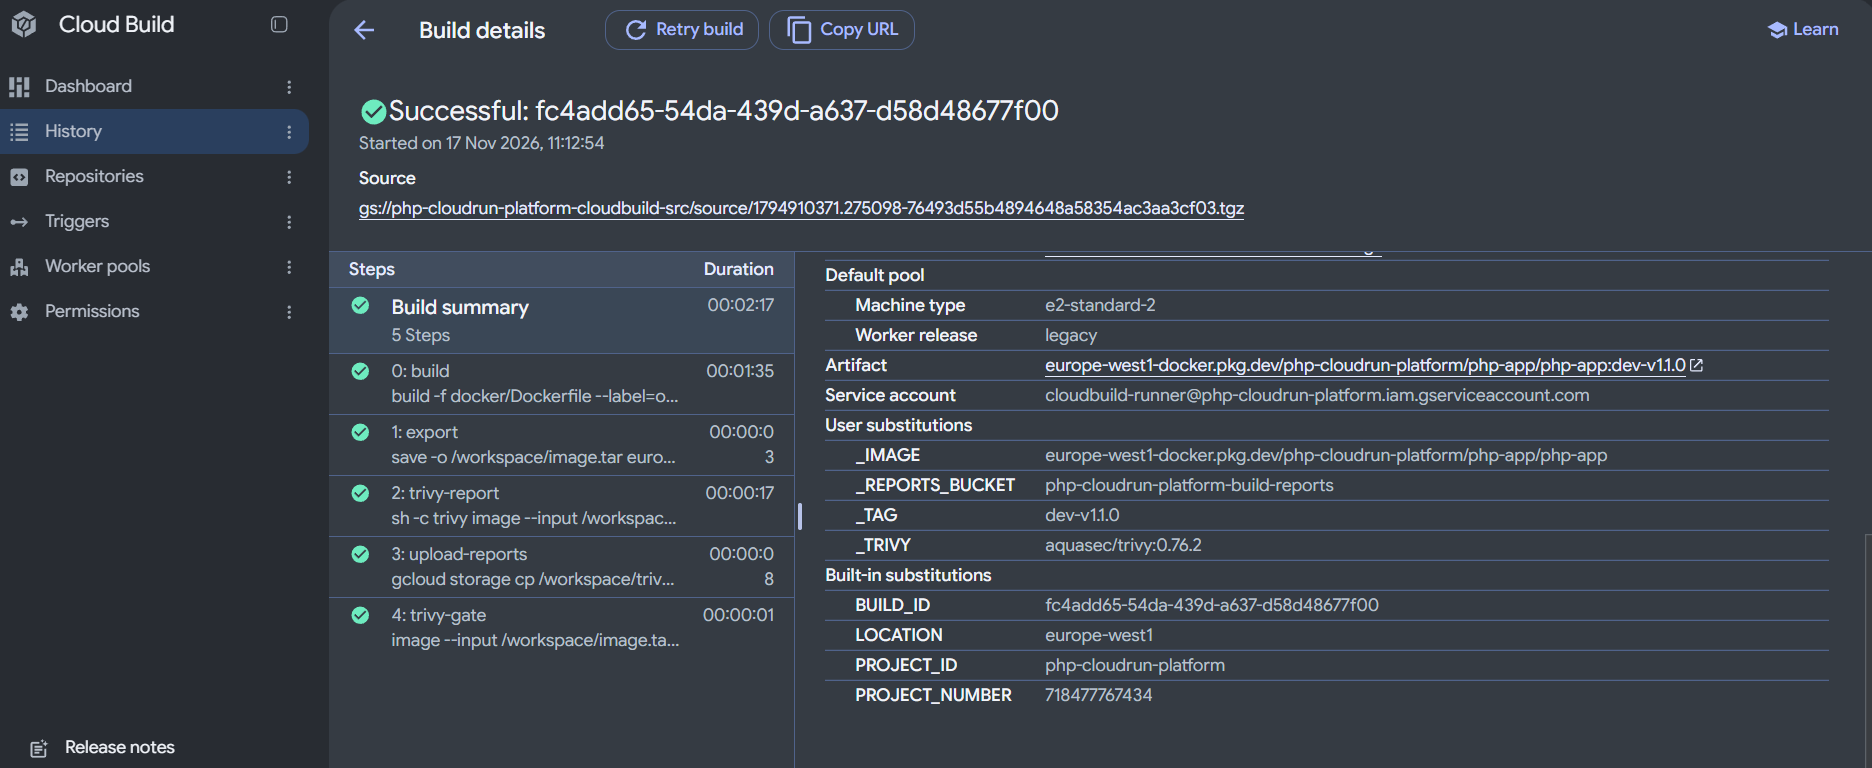 Cloud Build
Dashboard
History
Repositories
Triggers
Worker pools
Permissions
Release notes
Build details
Retry build
Copy URL
Learn
Successful: fc4add65-54da-439d-a637-d58d48677f00
Started on 17 Nov 2026, 11:12:54
Source
gs://php-cloudrun-platform-cloudbuild-src/source/1794910371.275098-76493d55b4894648a58354ac3aa3cf03.tgz
Steps Duration
Build summary 00:02:17
5 Steps
0: build 00:01:35
build -f docker/Dockerfile --label=o...
1: export 00:00:0
save -o /workspace/image.tar euro... 3
2: trivy-report 00:00:17
sh -c trivy image --input /workspac...
3: upload-reports 00:00:0
gcloud storage cp /workspace/triv... 8
4: trivy-gate 00:00:01
image --input /workspace/image.ta...
Default pool
Machine type e2-standard-2
Worker release legacy
Artifact europe-west1-docker.pkg.dev/php-cloudrun-platform/php-app/php-app:dev-v1.1.0
Service account cloudbuild-runner@php-cloudrun-platform.iam.gserviceaccount.com
User substitutions
_IMAGE europe-west1-docker.pkg.dev/php-cloudrun-platform/php-app/php-app
_REPORTS_BUCKET php-cloudrun-platform-build-reports
_TAG dev-v1.1.0
_TRIVY aquasec/trivy:0.76.2
Built-in substitutions
BUILD_ID fc4add65-54da-439d-a637-d58d48677f00
LOCATION europe-west1
PROJECT_ID php-cloudrun-platform
PROJECT_NUMBER 718477767434